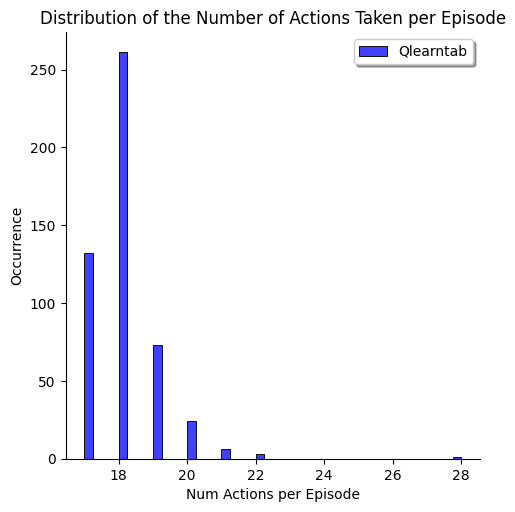 Distribution of the Number of Actions Taken per Episode
Qlearntab
Occurrence
250
200
150
100
50
0
18 20 22 24 26 28
Num Actions per Episode